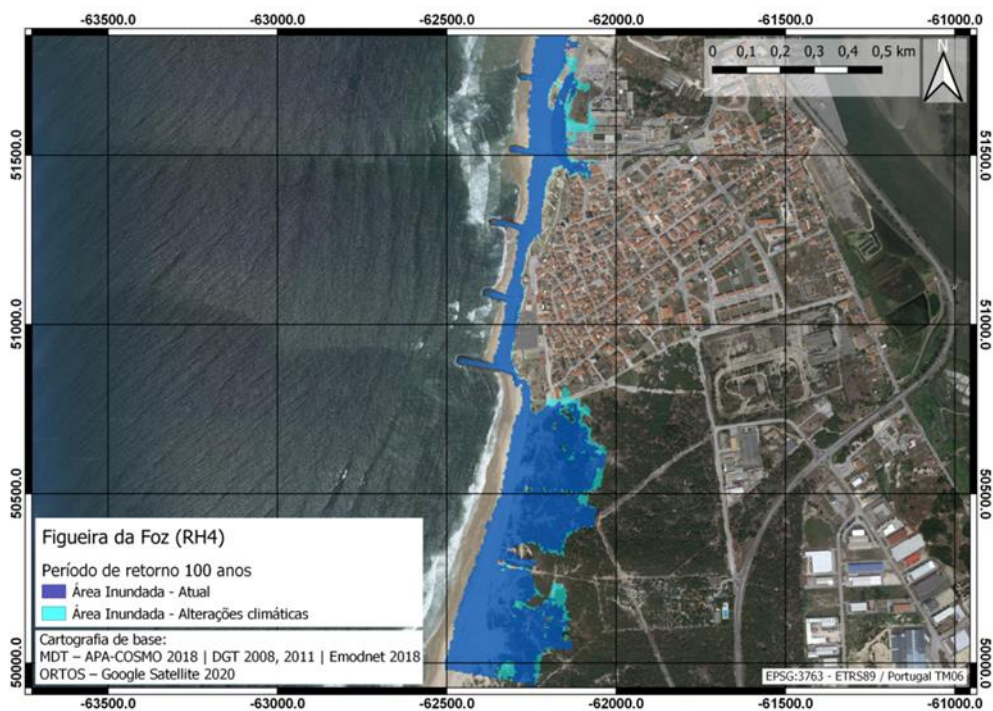 -63500.0 -63000.0 -62500.0 -62000.0 -61500.0 -61000.0
0 0,1 0,2 0,3 0,4 0,5 km
N
51500.0 51500.0
51000.0 51000.0
50500.0 50500.0
50000.0 50000.0
Figueira da Foz (RH4)
Período de retorno 100 anos
Área Inundada - Atual
Área Inundada - Alterações climáticas
Cartografia de base:
MDT – APA-COSMO 2018 | DGT 2008, 2011 | Emodnet 2018
ORTOS – Google Satellite 2020
EPSG:3763 - ETRS89 / Portugal TM06
-63500.0 -63000.0 -62500.0 -62000.0 -61500.0 -61000.0